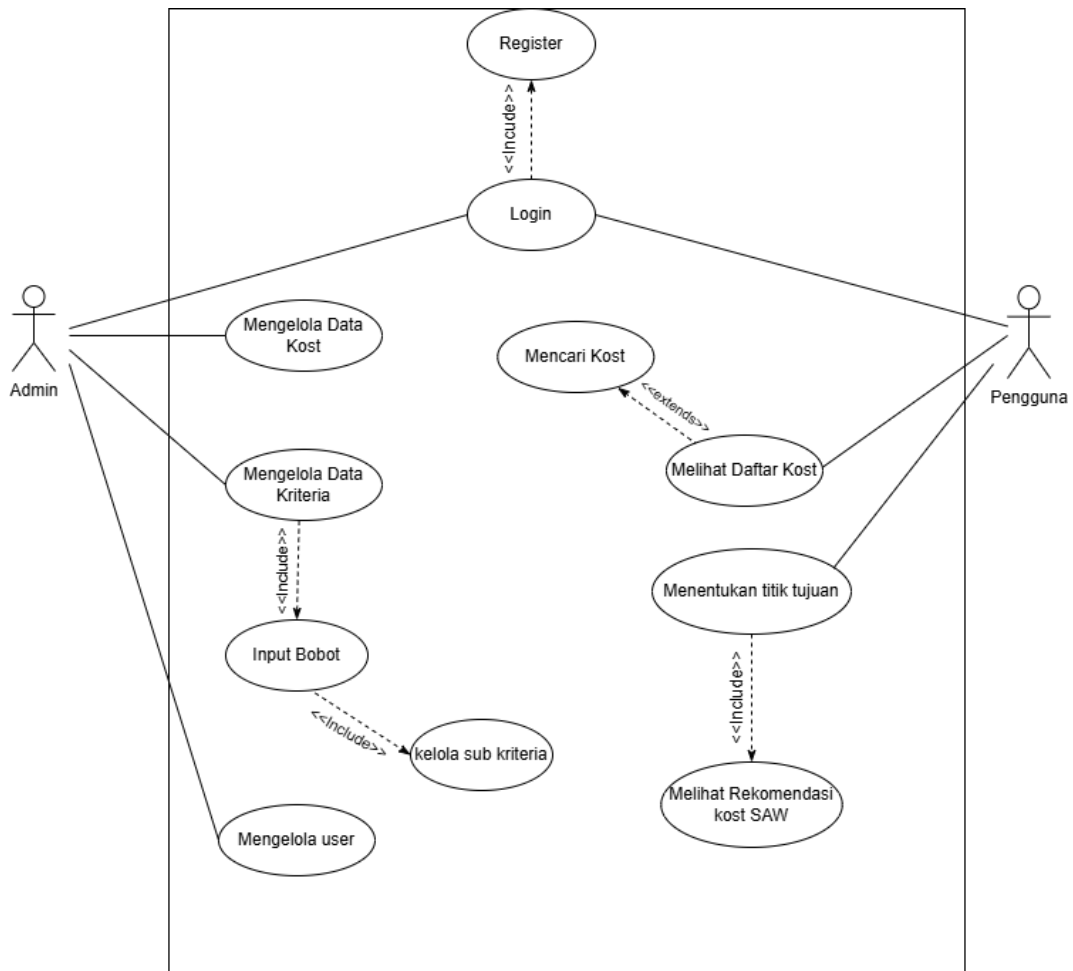 Register
<<Incude>>
Login
Mengelola Data
Kost
Mencari Kost
Admin
Pengguna
<<extends>>
Mengelola Data
Kriteria
Melihat Daftar Kost
<<Include>>
Menentukan titik tujuan
Input Bobot
<<Include>>
<<Include>>
kelola sub kriteria
Melihat Rekomendasi
kost SAW
Mengelola user